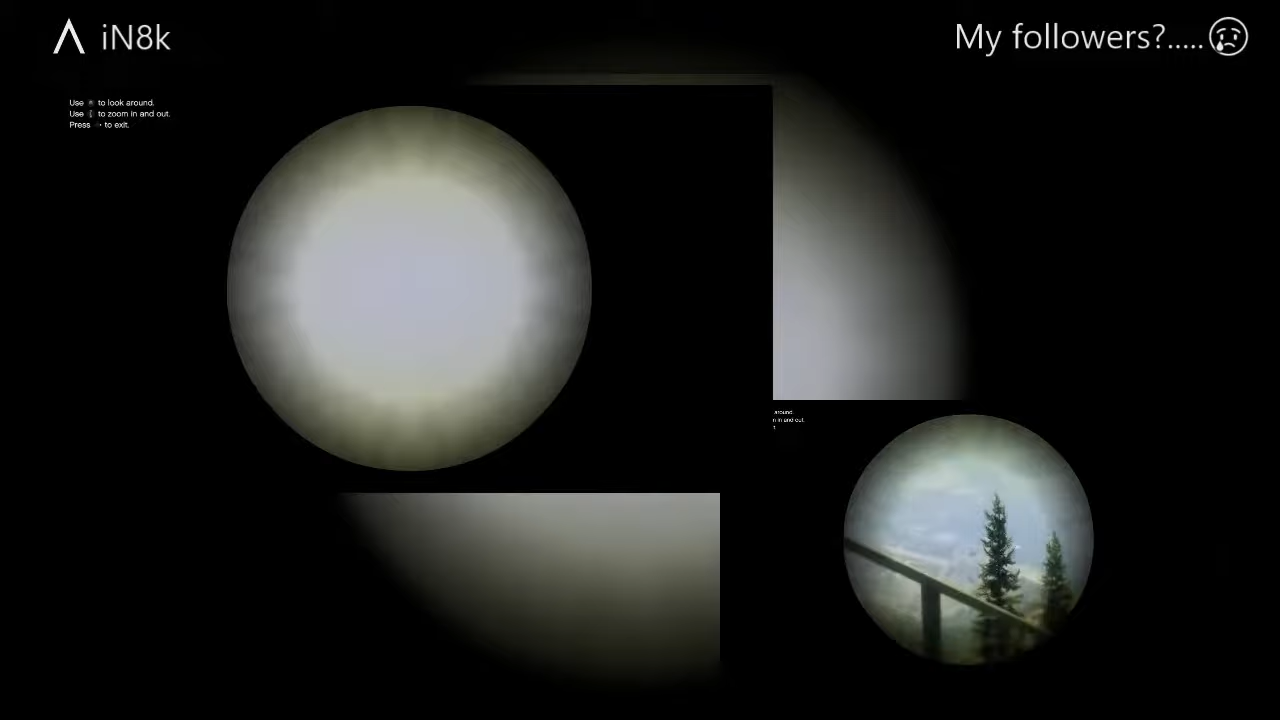 iN8k
My followers?.....😢
Use to look around.
Use to zoom in and out.
Press to exit.
around
n in and out.
t.